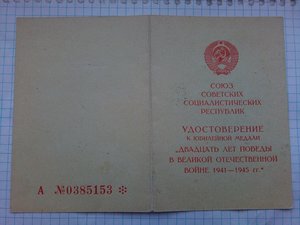 СОЮЗ
СОВЕТСКИХ
СОЦИАЛИСТИЧЕСКИХ
РЕСПУБЛИК
УДОСТОВЕРЕНИЕ
К ЮБИЛЕЙНОЙ МЕДАЛИ
„ДВАДЦАТЬ ЛЕТ ПОБЕДЫ
В ВЕЛИКОЙ ОТЕЧЕСТВЕННОЙ
ВОЙНЕ 1941—1945 гг.“
А №0385153 ✻